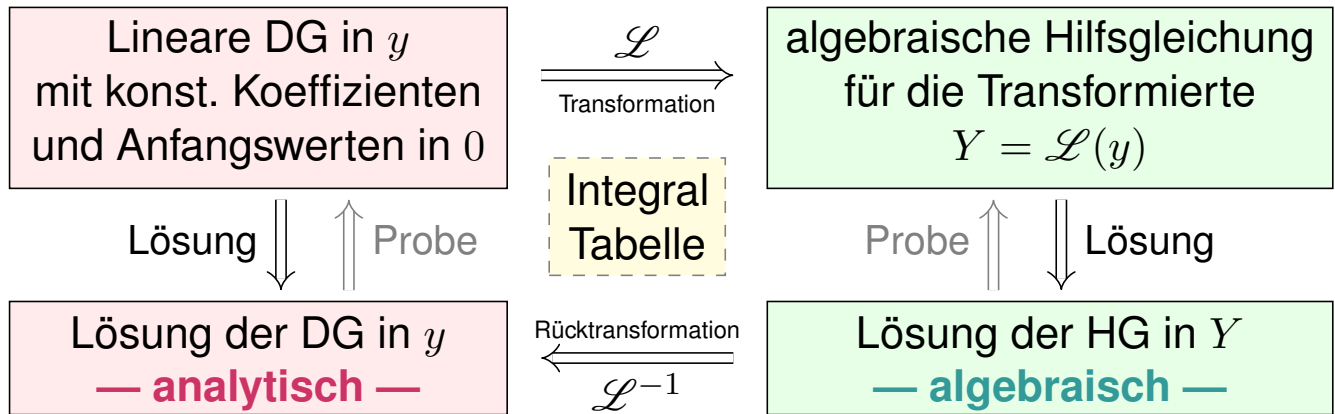 Lineare DG in y
mit konst. Koeffizienten
und Anfangswerten in 0
ℒ
Transformation
algebraische Hilfsgleichung
für die Transformierte
Y = ℒ(y)
Lösung
Probe
Integral
Tabelle
Probe
Lösung
Lösung der DG in y
— analytisch —
Rücktransformation
ℒ⁻¹
Lösung der HG in Y
— algebraisch —